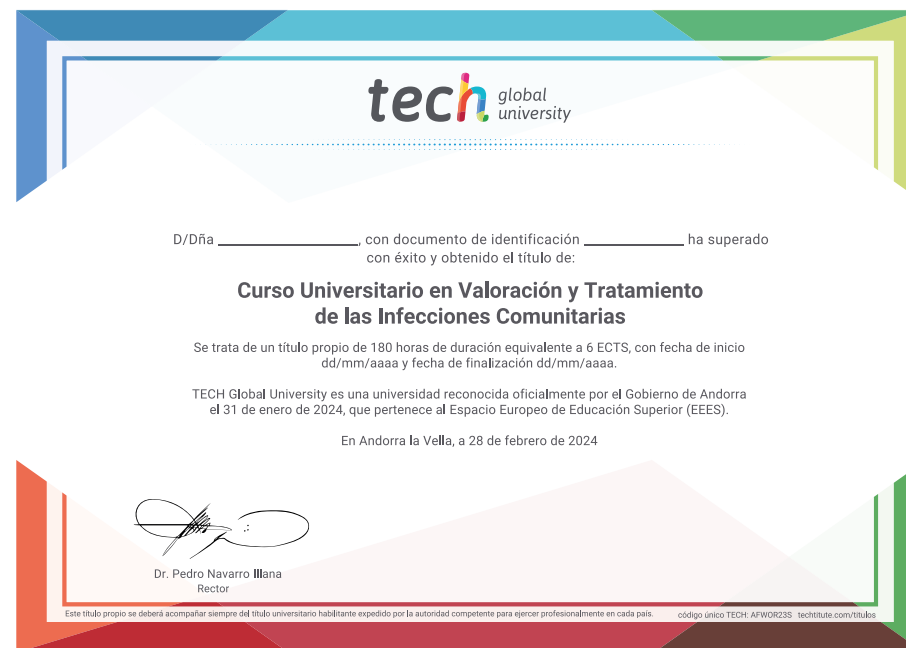 tech global university
D/Dña ____________________, con documento de identificación ______________ ha superado
con éxito y obtenido el título de:
Curso Universitario en Valoración y Tratamiento
de las Infecciones Comunitarias
Se trata de un título propio de 180 horas de duración equivalente a 6 ECTS, con fecha de inicio
dd/mm/aaaa y fecha de finalización dd/mm/aaaa.
TECH Global University es una universidad reconocida oficialmente por el Gobierno de Andorra
el 31 de enero de 2024, que pertenece al Espacio Europeo de Educación Superior (EEES).
En Andorra la Vella, a 28 de febrero de 2024
Dr. Pedro Navarro Illana
Rector
Este título propio se deberá acompañar siempre del título universitario habilitante expedido por la autoridad competente para ejercer profesionalmente en cada país.
código único TECH: AFWOR23S techtitute.com/titulos